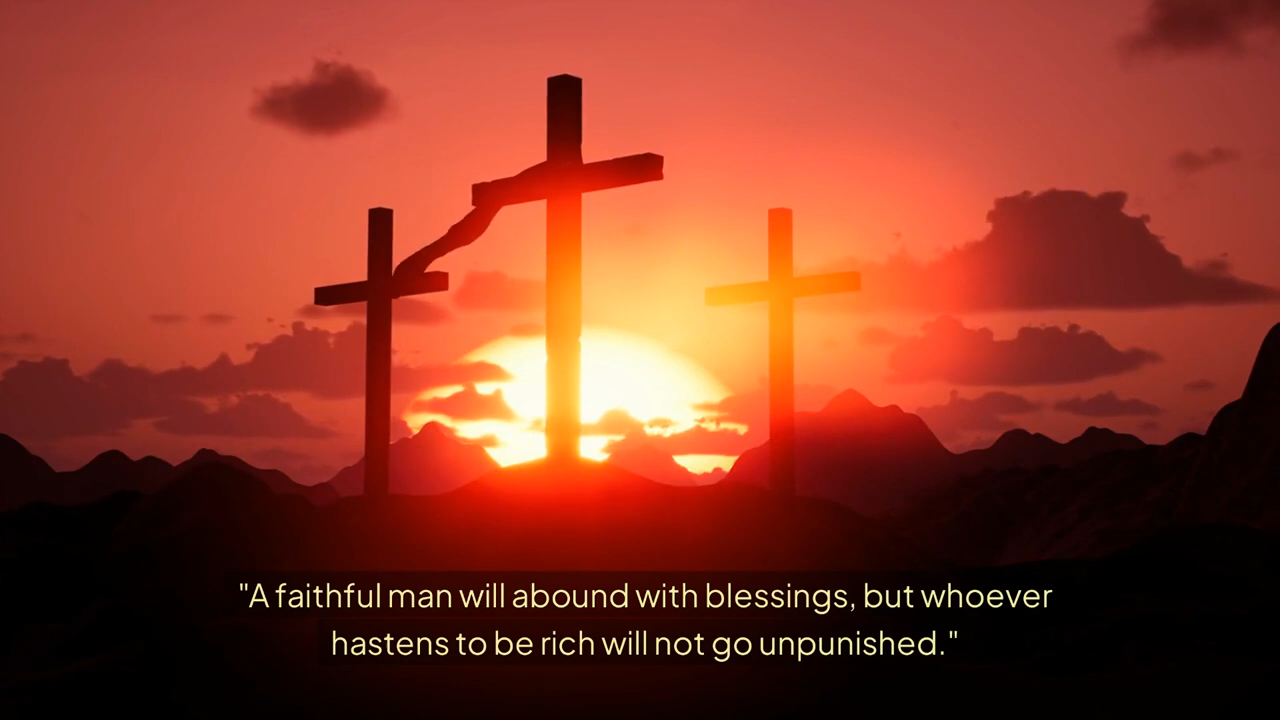 "A faithful man will abound with blessings, but whoever
hastens to be rich will not go unpunished."